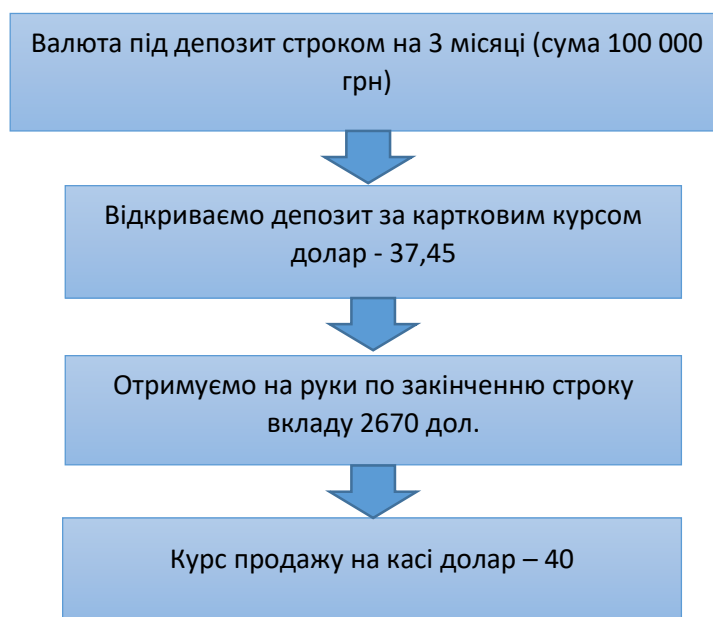 Валюта під депозит строком на 3 місяці (сума 100 000
грн)
Відкриваємо депозит за картковим курсом
долар - 37,45
Отримуємо на руки по закінченню строку
вкладу 2670 дол.
Курс продажу на касі долар – 40